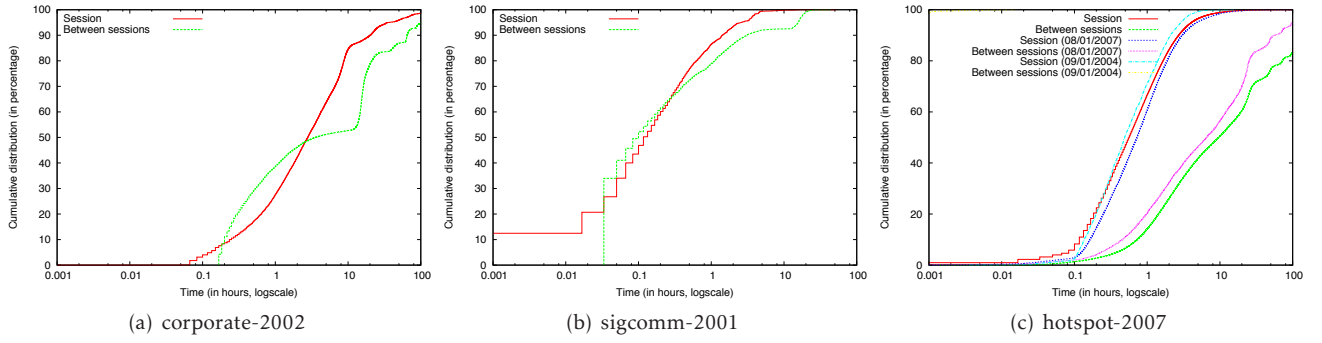 Cumulative distribution (in percentage)
100
90
80
70
60
50
40
30
20
10
0
Session
Between sessions
0.001 0.01 0.1 1 10 100
Time (in hours, logscale)
(a) corporate-2002
Cumulative distribution (in percentage)
100
90
80
70
60
50
40
30
20
10
0
Session
Between sessions
0.001 0.01 0.1 1 10 100
Time (in hours, logscale)
(b) sigcomm-2001
Cumulative distribution (in percentage)
100
90
80
70
60
50
40
30
20
10
0
Session
Between sessions
Session (08/01/2007)
Between sessions (08/01/2007)
Session (09/01/2004)
Between sessions (09/01/2004)
0.001 0.01 0.1 1 10 100
Time (in hours, logscale)
(c) hotspot-2007